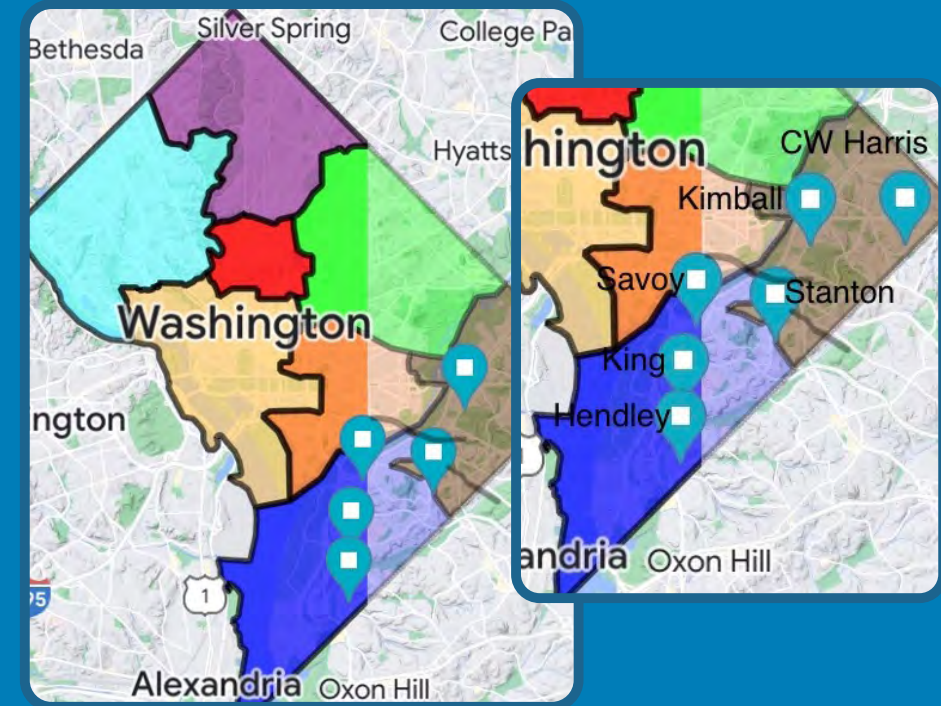 Silver Spring
College Pa
Bethesda
Hyatts
Washington
ngton
95
1
Alexandria
Oxon Hill
hington
CW Harris
Kimball
Savoy
Stanton
King
Hendley
andria
Oxon Hill